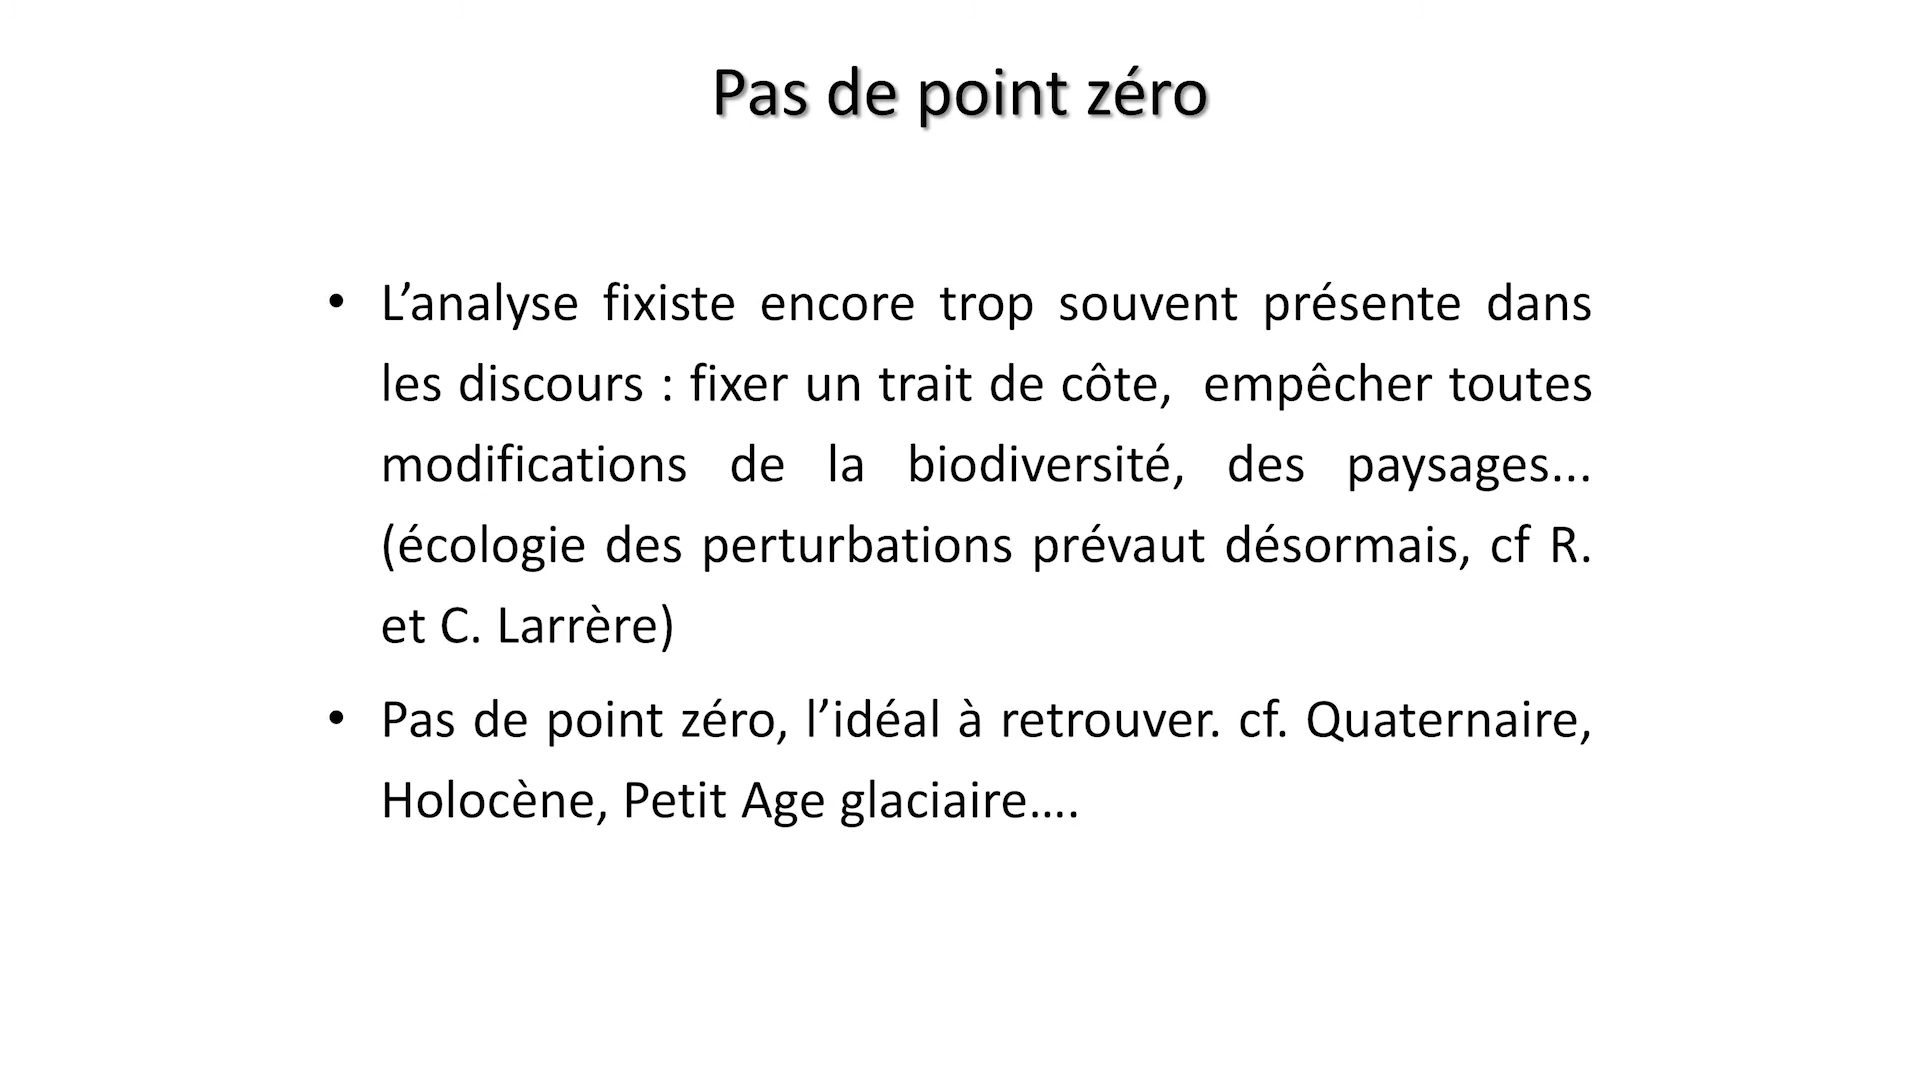 Pas de point zéro
• L’analyse fixiste encore trop souvent présente dans
les discours : fixer un trait de côte, empêcher toutes
modifications de la biodiversité, des paysages...
(écologie des perturbations prévaut désormais, cf R.
et C. Larrère)
• Pas de point zéro, l’idéal à retrouver. cf. Quaternaire,
Holocène, Petit Age glaciaire….